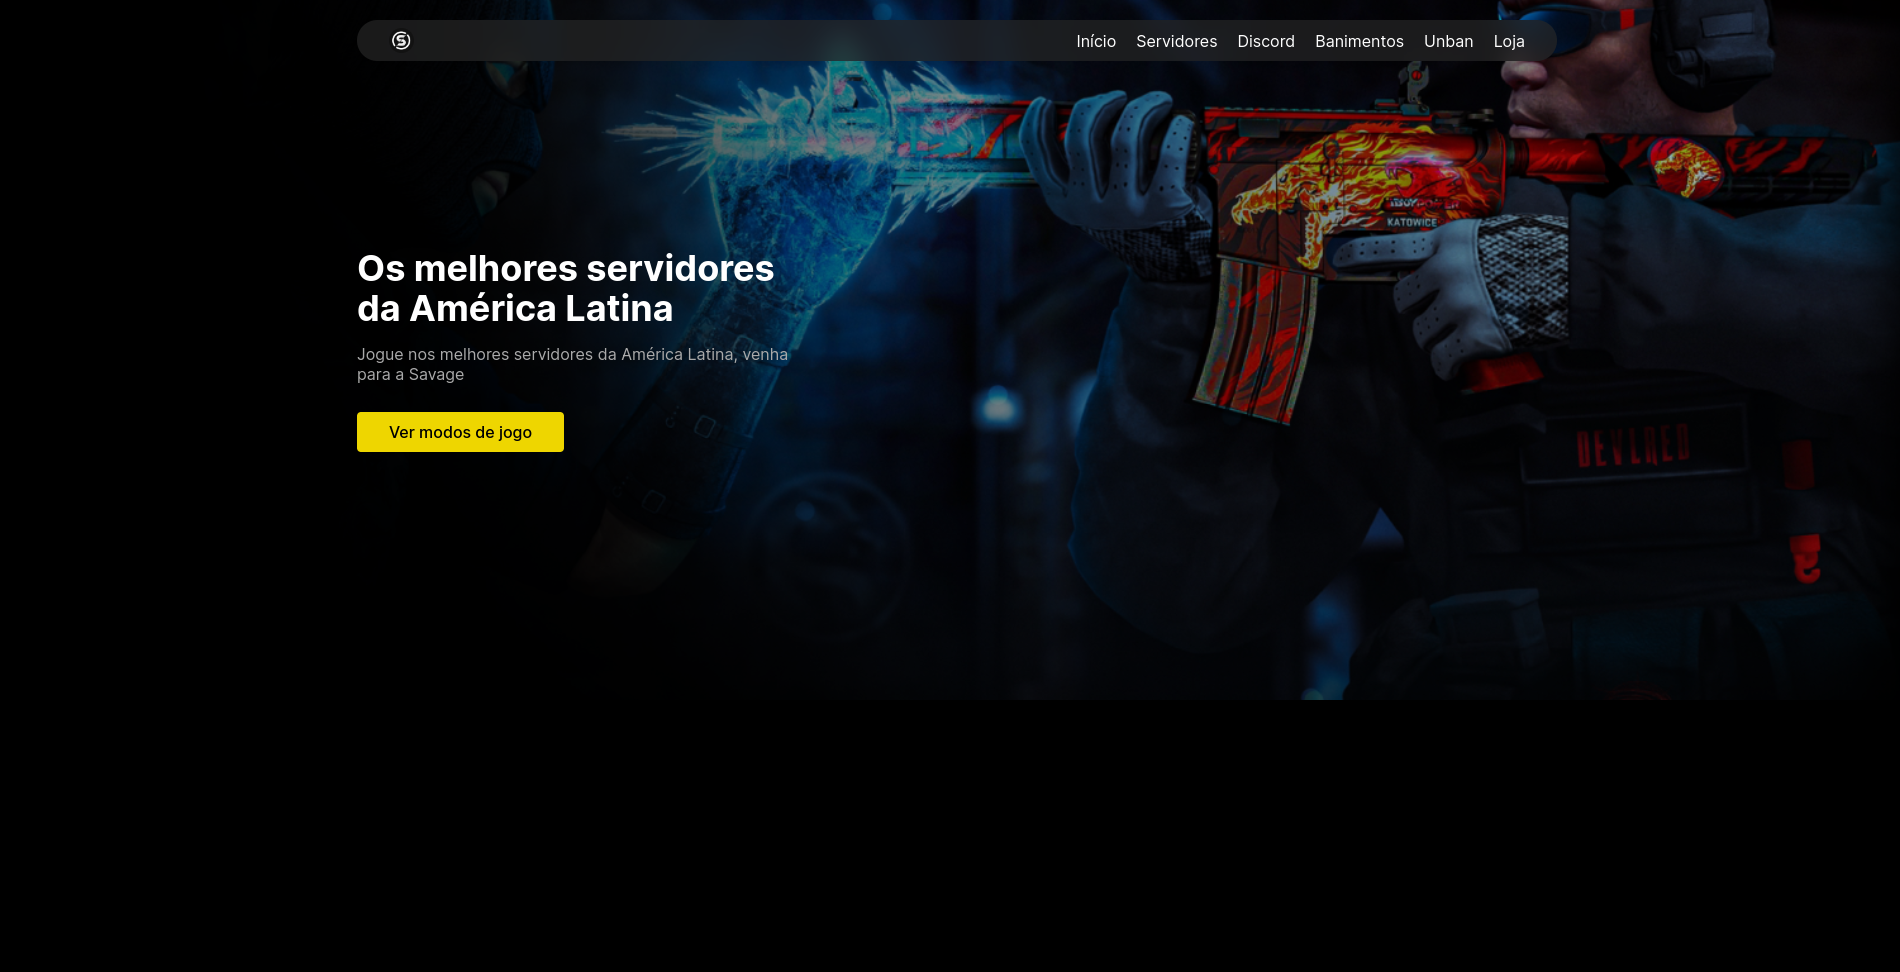 Início Servidores Discord Banimentos Unban Loja
Os melhores servidores
da América Latina
Jogue nos melhores servidores da América Latina, venha
para a Savage
Ver modos de jogo
KATOWICE
DEVLRED